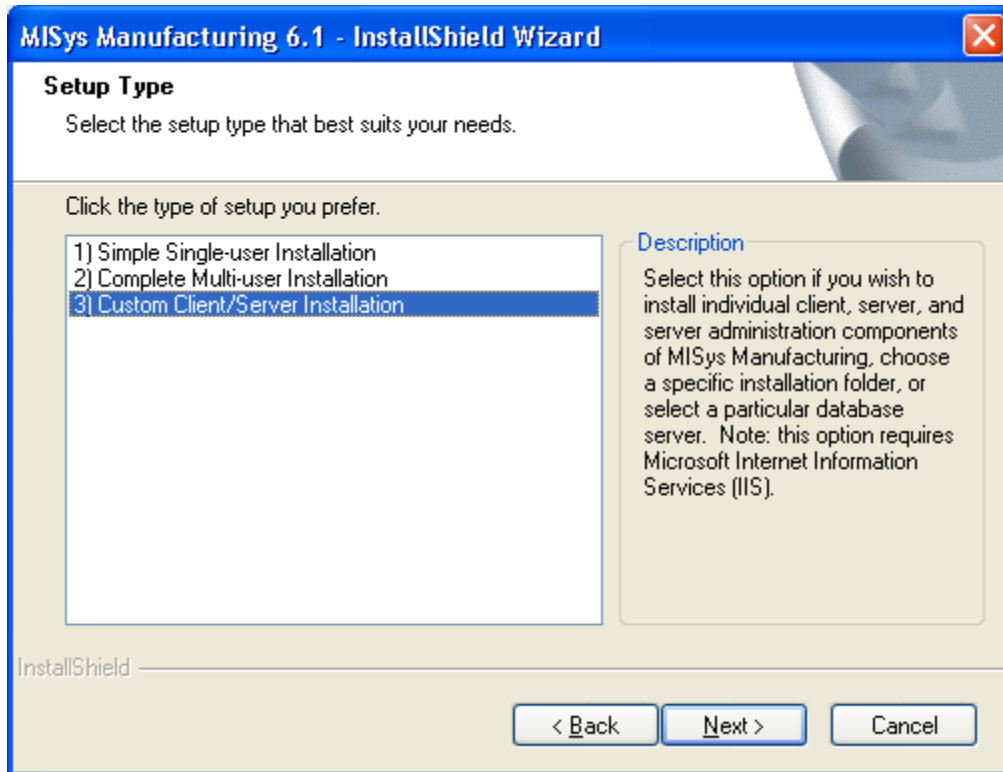 MISys Manufacturing 6.1 - InstallShield Wizard
Setup Type
Select the setup type that best suits your needs.
Click the type of setup you prefer.
1) Simple Single-user Installation
2) Complete Multi-user Installation
3) Custom Client/Server Installation
Description
Select this option if you wish to
install individual client, server, and
server administration components
of MISys Manufacturing, choose
a specific installation folder, or
select a particular database
server. Note: this option requires
Microsoft Internet Information
Services (IIS).
InstallShield
< Back
Next >
Cancel